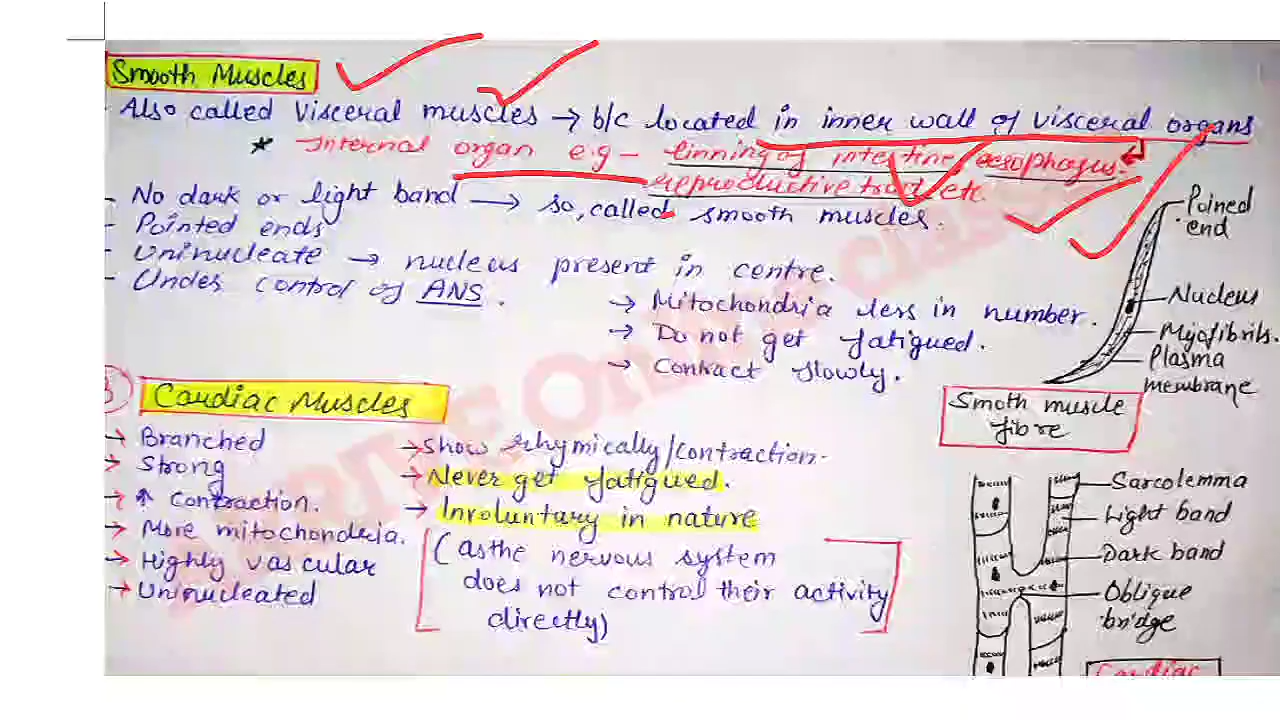 Smooth Muscles
- Also called Visceral muscles → b/c located in inner wall of visceral organs
* Internal organ e.g - linning of intestine, oesophagus.
reproductive tract etc.
- No dark or light band → so, called smooth muscles.
- Pointed ends
- Uninucleate → nucleus present in centre.
- Under control of ANS.
→ Mitochondria less in number.
→ Do not get fatigued.
→ Contract slowly.
Poined
end
Nucleus
Myofibrils.
Plasma
membrane
Smoth muscle
fibre
Cardiac Muscles
→ Branched
→ Strong
→ ↑ contraction.
→ More mitochondria.
→ Highly vascular
→ Uninucleated
→ Show rhymically/contraction.
→ Never get fatigued.
→ Involuntary in nature
(as the nervous system
does not control their activity
directly)
Sarcolemma
Light band
Dark band
Oblique
bridge
Cardiac